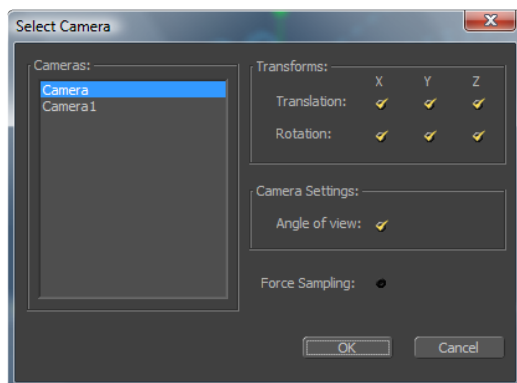 Select Camera
Cameras:
Camera
Camera1
Transforms:
X Y Z
Translation:
Rotation:
Camera Settings:
Angle of view:
Force Sampling:
OK Cancel